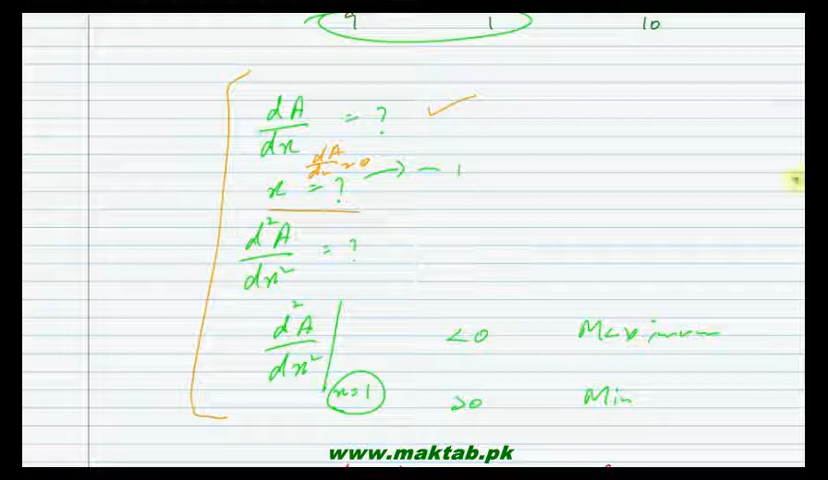 9 1 10
dA/dx = ?
dA/dx = 0
x = ? → - 1
d²A/dx² = ?
d²A/dx² | x=1 <0 Maximum
>0 Min
www.maktab.pk